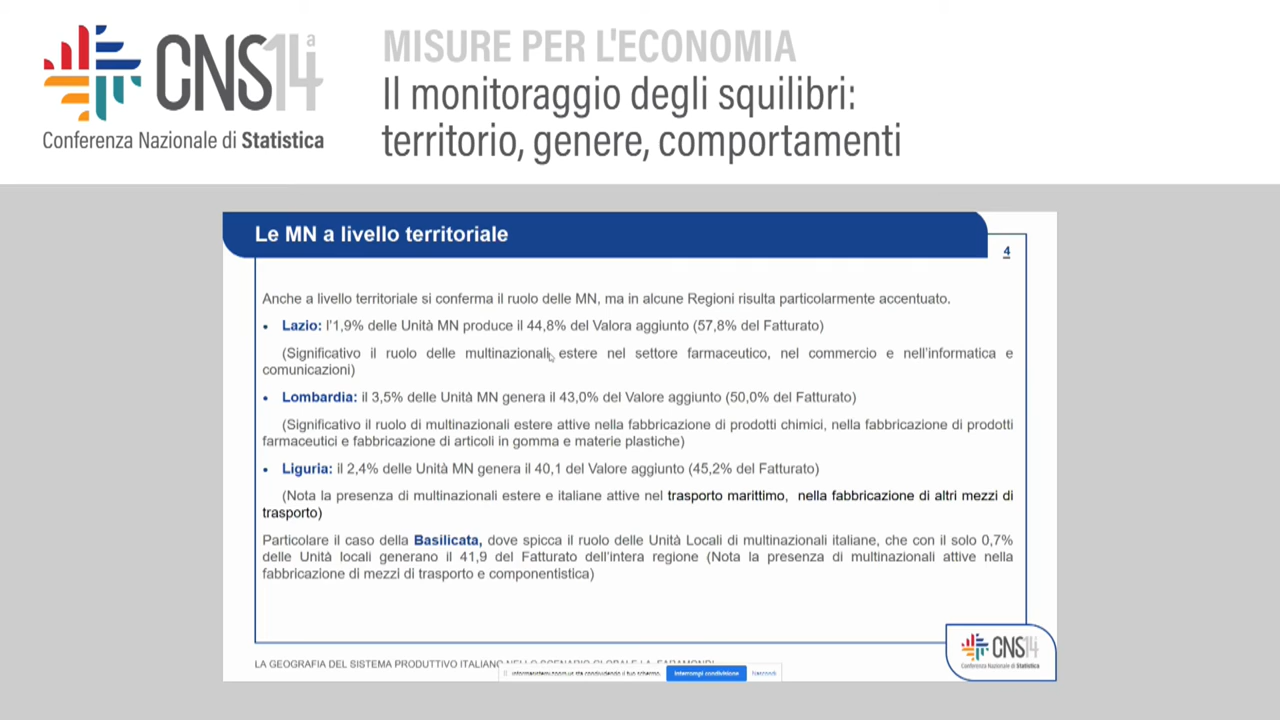 CNS14ª
Conferenza Nazionale di Statistica
MISURE PER L'ECONOMIA
Il monitoraggio degli squilibri:
territorio, genere, comportamenti
Le MN a livello territoriale
4
Anche a livello territoriale si conferma il ruolo delle MN, ma in alcune Regioni risulta particolarmente accentuato.
• Lazio: l'1,9% delle Unità MN produce il 44,8% del Valora aggiunto (57,8% del Fatturato)
(Significativo il ruolo delle multinazionali estere nel settore farmaceutico, nel commercio e nell'informatica e
comunicazioni)
• Lombardia: il 3,5% delle Unità MN genera il 43,0% del Valore aggiunto (50,0% del Fatturato)
(Significativo il ruolo di multinazionali estere attive nella fabbricazione di prodotti chimici, nella fabbricazione di prodotti
farmaceutici e fabbricazione di articoli in gomma e materie plastiche)
• Liguria: il 2,4% delle Unità MN genera il 40,1 del Valore aggiunto (45,2% del Fatturato)
(Nota la presenza di multinazionali estere e italiane attive nel trasporto marittimo, nella fabbricazione di altri mezzi di
trasporto)
Particolare il caso della Basilicata, dove spicca il ruolo delle Unità Locali di multinazionali italiane, che con il solo 0,7%
delle Unità locali generano il 41,9 del Fatturato dell'intera regione (Nota la presenza di multinazionali attive nella
fabbricazione di mezzi di trasporto e componentistica)
CNS14
Conferenza Nazionale di Statistica
LA GEOGRAFIA DEL SISTEMA PRODUTTIVO ITALIANO NELLO SCENARIO GLOBALE
sta condividendo il tuo schermo.
Interrompi condivisione
Nascondi